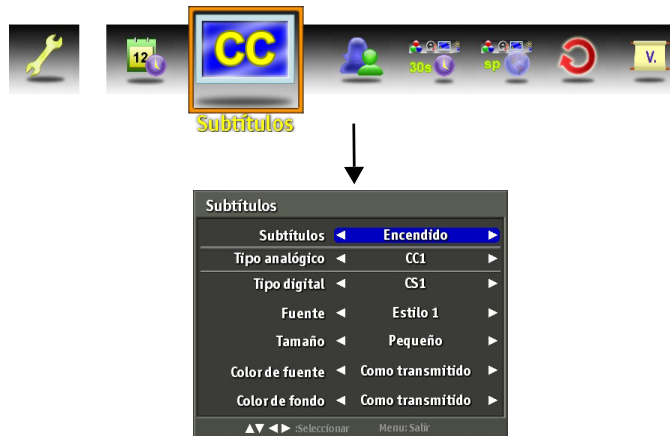 12
CC
30s
sp
V.
Subtítulos
Subtítulos
Subtítulos ◀ Encendido ▶
Tipo analógico ◀ CC1 ▶
Tipo digital ◀ CS1 ▶
Fuente ◀ Estilo 1 ▶
Tamaño ◀ Pequeño ▶
Color de fuente ◀ Como transmitido ▶
Color de fondo ◀ Como transmitido ▶
▲▼ ◀▶ :Seleccionar Menu: Salir